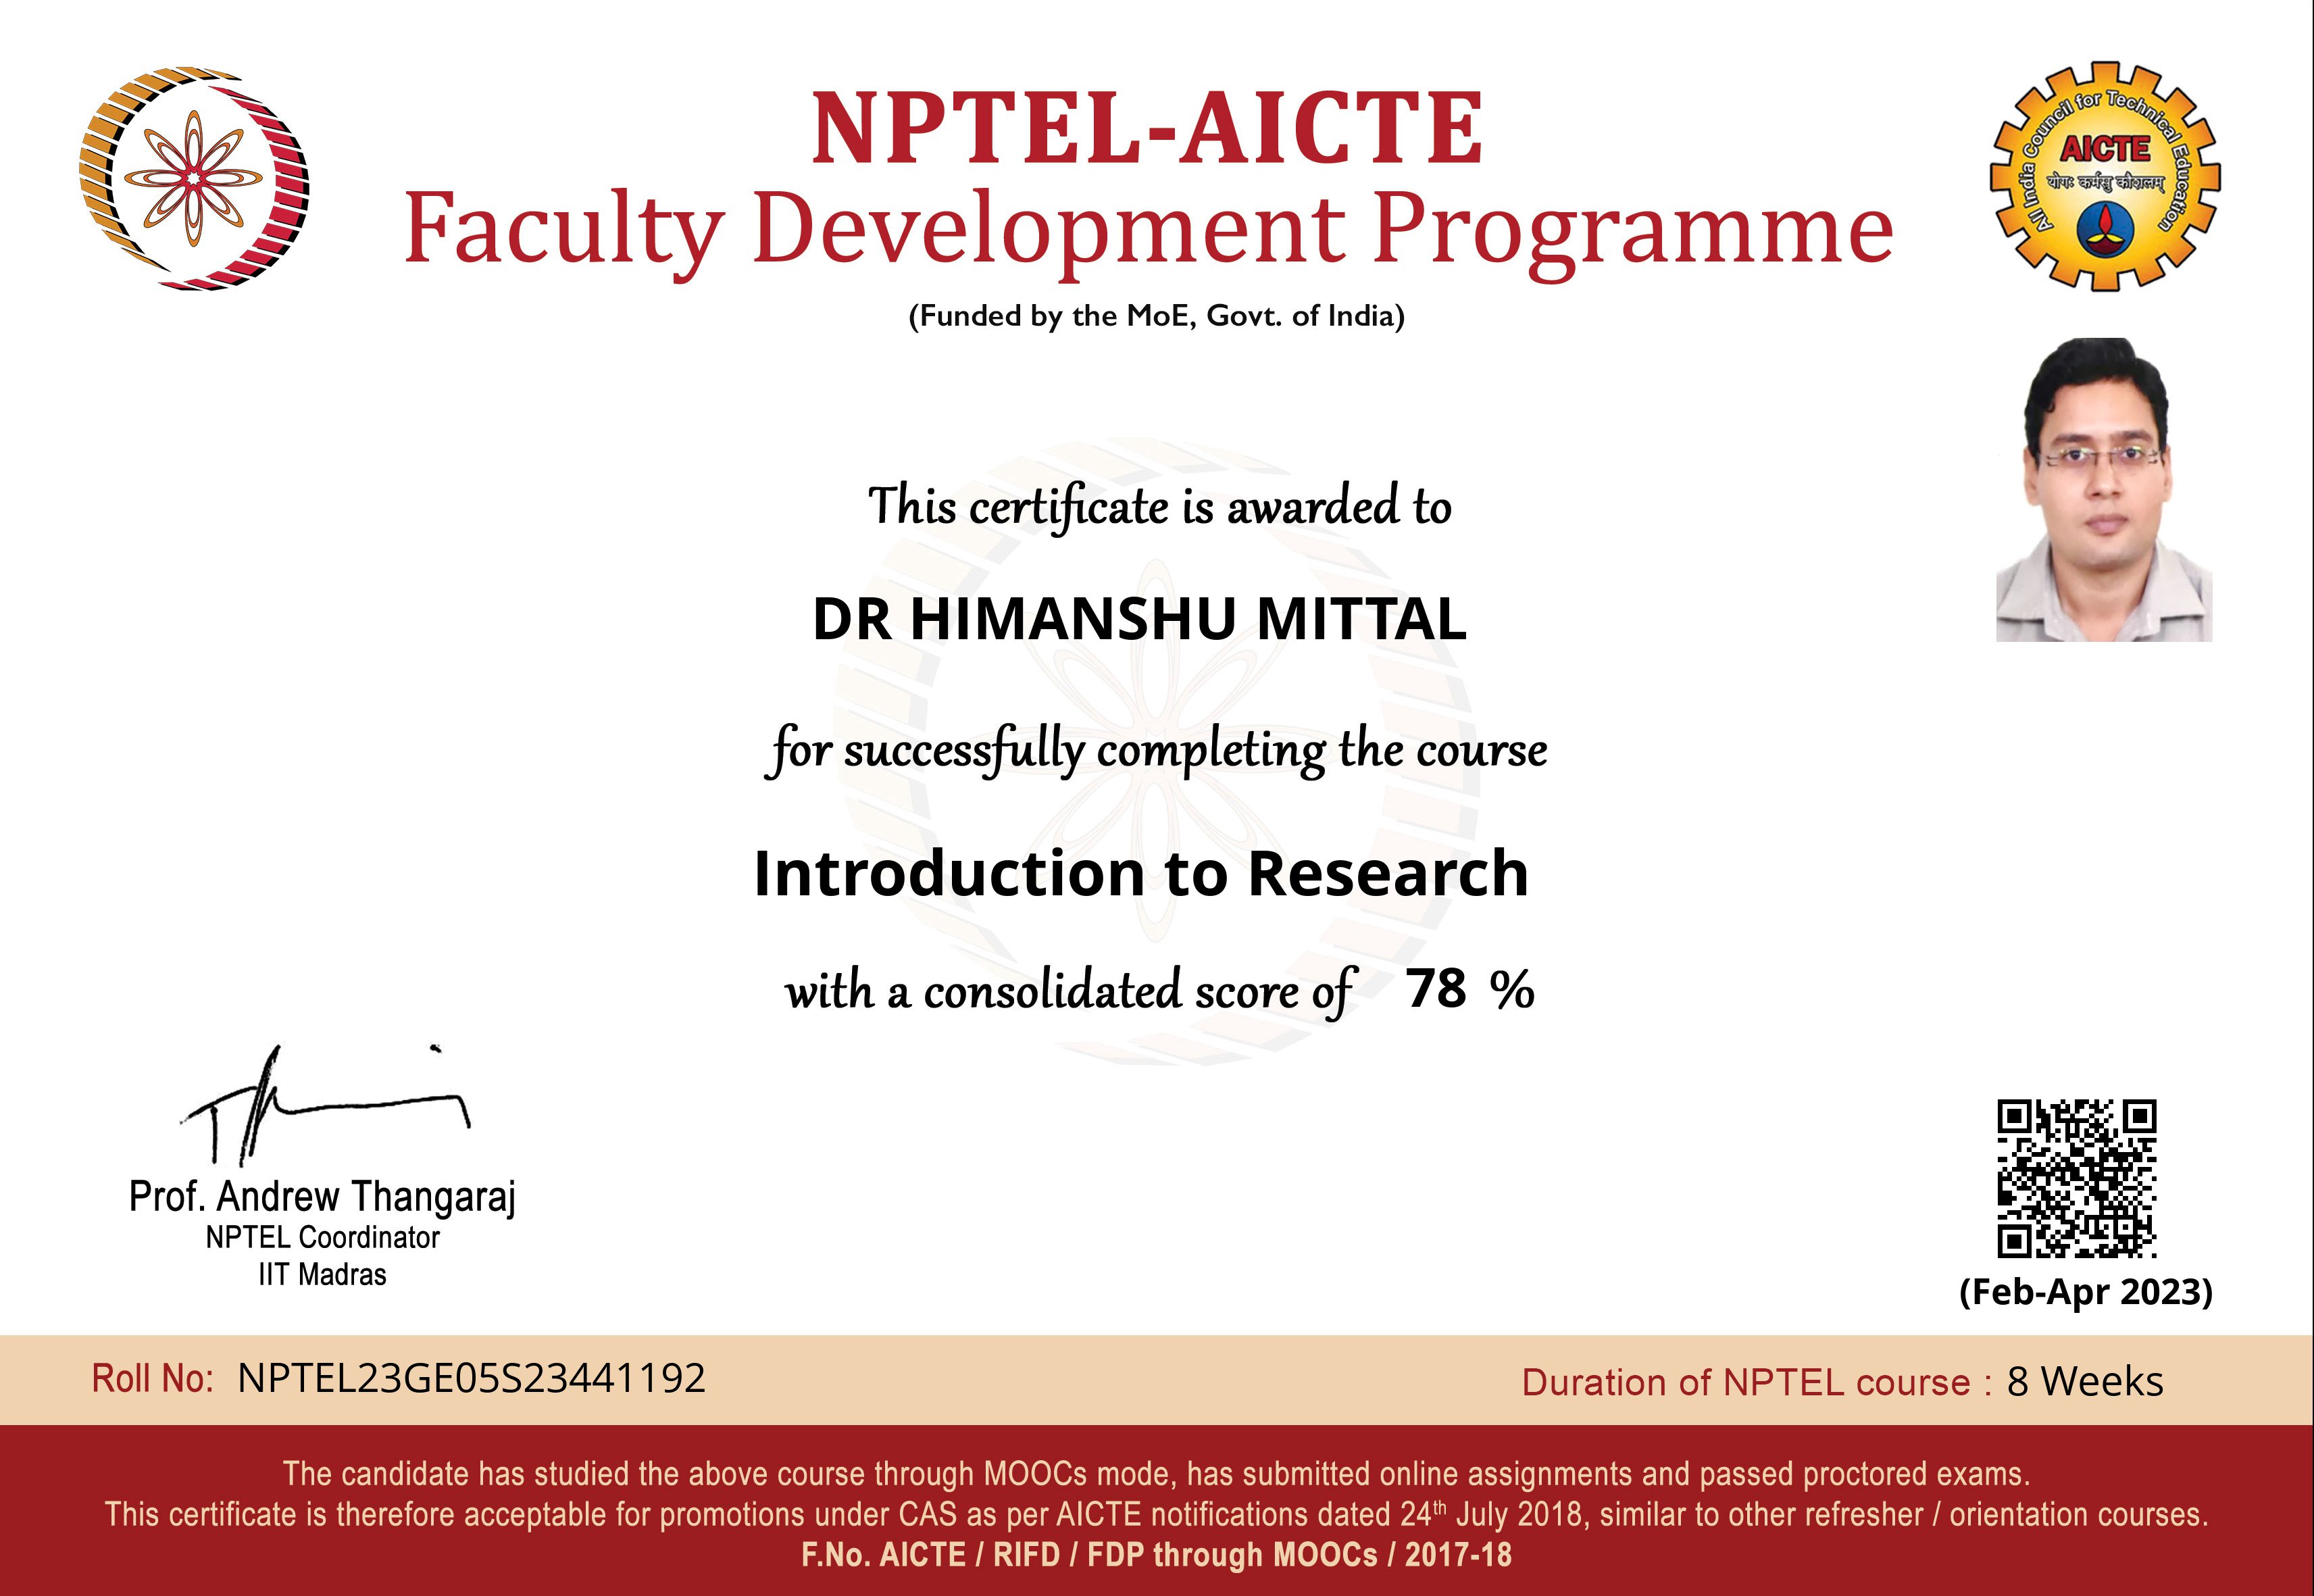 NPTEL-AICTE
Faculty Development Programme
(Funded by the MoE, Govt. of India)
All India Council for Technical Education
AICTE
योगः कर्मसु कौशलम्
This certificate is awarded to
DR HIMANSHU MITTAL
for successfully completing the course
Introduction to Research
with a consolidated score of 78 %
Prof. Andrew Thangaraj
NPTEL Coordinator
IIT Madras
(Feb-Apr 2023)
Roll No: NPTEL23GE05S23441192
Duration of NPTEL course : 8 Weeks
The candidate has studied the above course through MOOCs mode, has submitted online assignments and passed proctored exams.
This certificate is therefore acceptable for promotions under CAS as per AICTE notifications dated 24th July 2018, similar to other refresher / orientation courses.
F.No. AICTE / RIFD / FDP through MOOCs / 2017-18